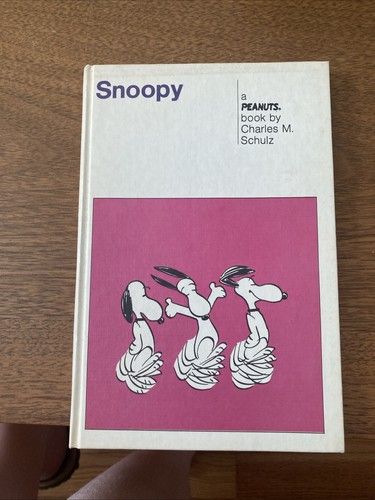 Snoopy
a
PEANUTS®
book by
Charles M.
Schulz